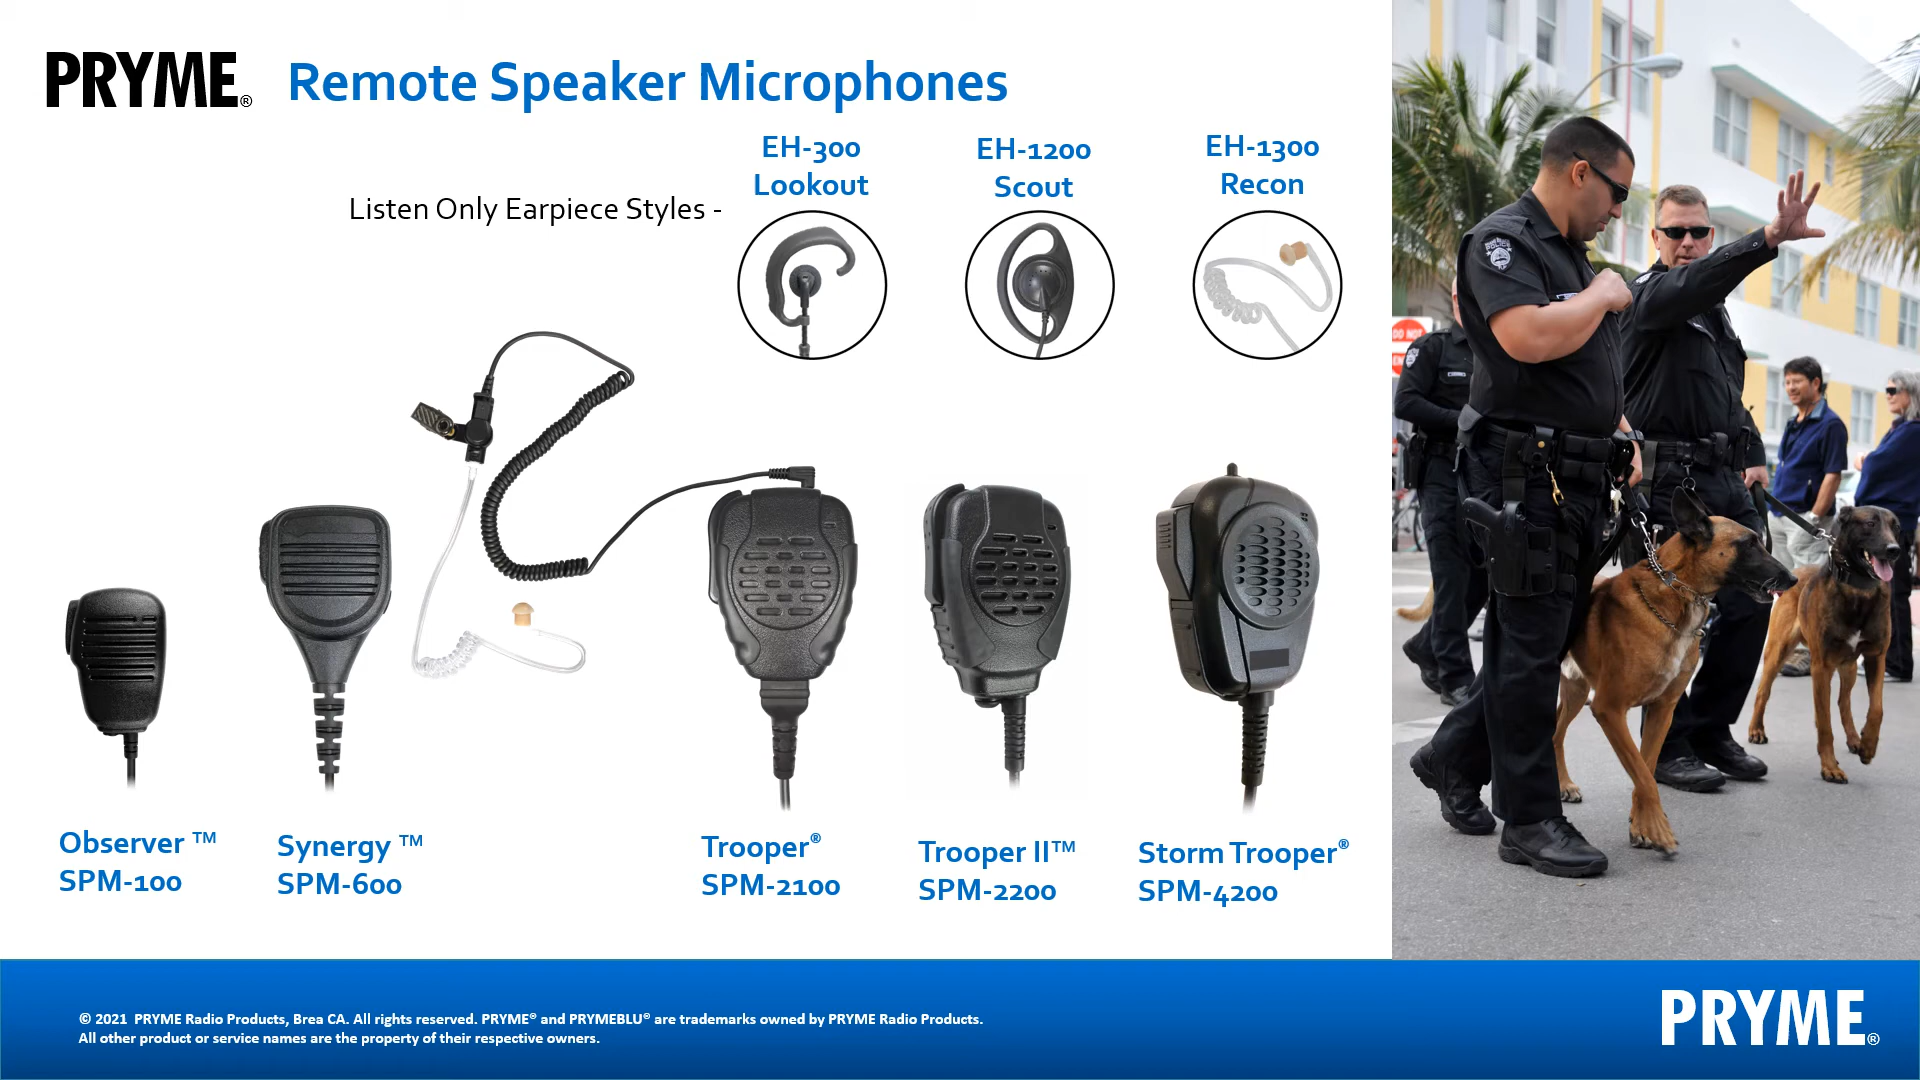 PRYME®
Remote Speaker Microphones
EH-300
Lookout
EH-1200
Scout
EH-1300
Recon
Listen Only Earpiece Styles -
DO NOT
Observer ™
SPM-100
Synergy ™
SPM-600
Trooper®
SPM-2100
Trooper II™
SPM-2200
Storm Trooper®
SPM-4200
© 2021 PRYME Radio Products, Brea CA. All rights reserved. PRYME® and PRYMEBLU® are trademarks owned by PRYME Radio Products.
All other product or service names are the property of their respective owners.
PRYME®